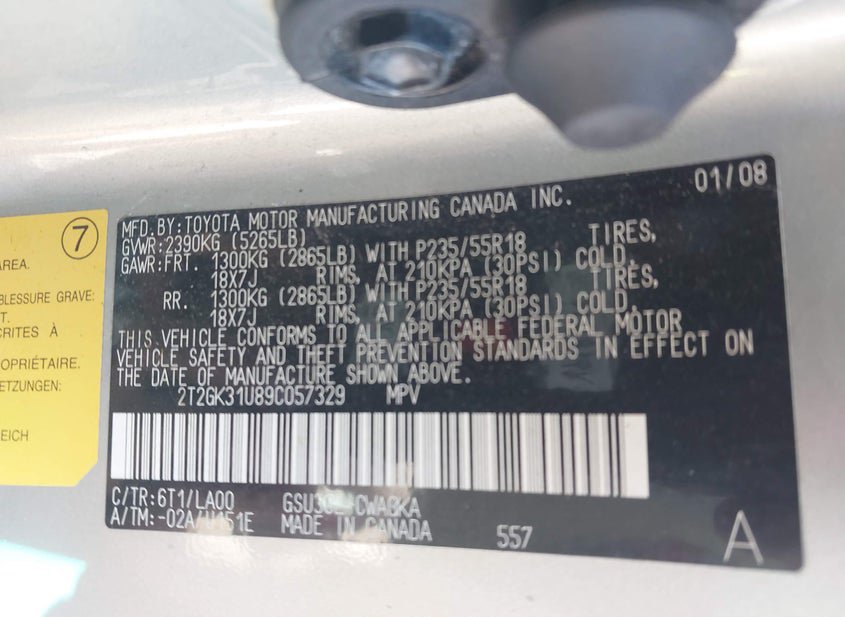 7
AREA.
BLESSURE GRAVE:
T.
CRITES À
PROPRIÉTAIRE.
ETZUNGEN:
EICH
01/08
MFD.BY:TOYOTA MOTOR MANUFACTURING CANADA INC.
GVWR:2390KG (5265LB)
GAWR:FRT. 1300KG (2865LB) WITH P235/55R18 TIRES,
18X7J RIMS, AT 210KPA (30PSI) COLD,
RR. 1300KG (2865LB) WITH P235/55R18 TIRES,
18X7J RIMS, AT 210KPA (30PSI) COLD,
THIS VEHICLE CONFORMS TO ALL APPLICABLE FEDERAL MOTOR
VEHICLE SAFETY AND THEFT PREVENTION STANDARDS IN EFFECT ON
THE DATE OF MANUFACTURE SHOWN ABOVE.
2T2GK31U89C057329 MPV
C/TR:6T1/LA00
A/TM:-02A/U151E
MADE IN CANADA 557
A